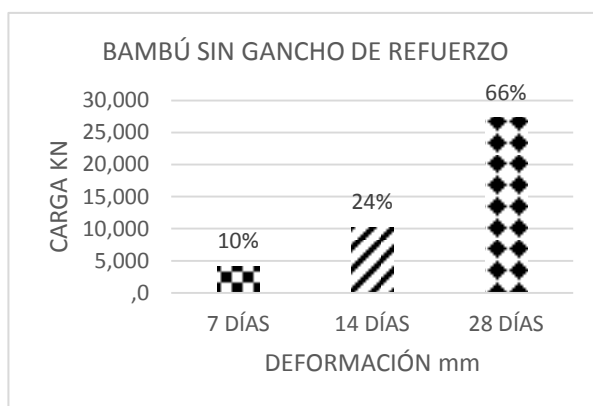 BAMBÚ SIN GANCHO DE REFUERZO
CARGA KN
30,000
25,000
20,000
15,000
10,000
5,000
,0
10%
24%
66%
7 DÍAS
14 DÍAS
28 DÍAS
DEFORMACIÓN mm